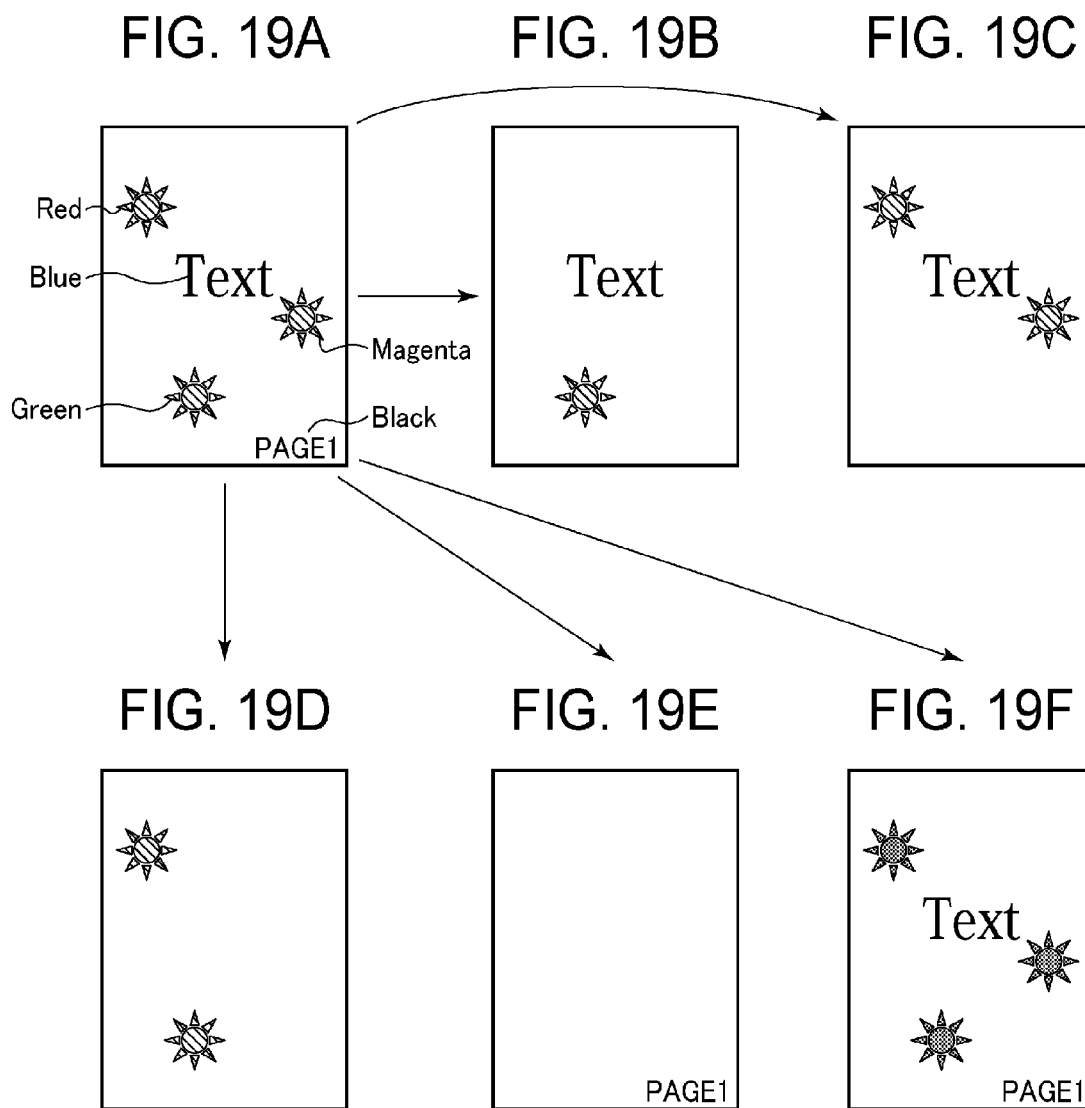 FIG. 19A FIG. 19B FIG. 19C
Red
Blue
Text
Text
Text
Magenta
Green
Black
PAGE1
FIG. 19D FIG. 19E FIG. 19F
Text
PAGE1
PAGE1